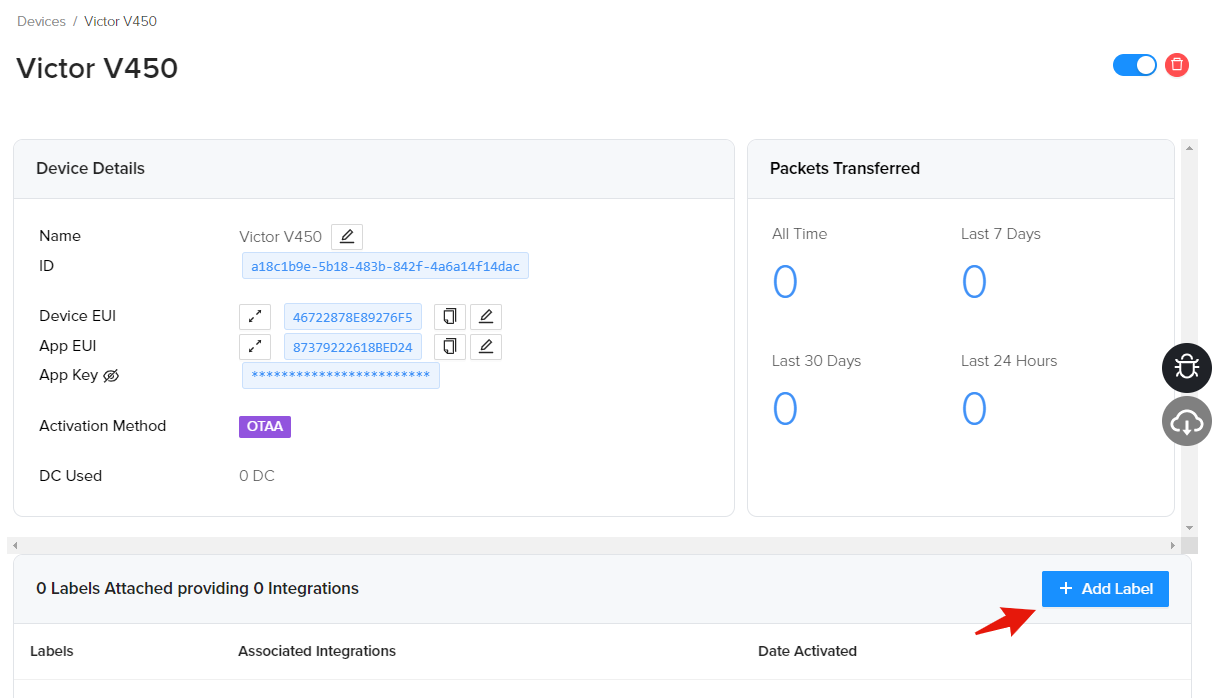 Devices / Victor V450
Victor V450
Device Details
Name Victor V450
ID a18c1b9e-5b18-483b-842f-4a6a14f14dac
Device EUI 46722878E89276F5
App EUI 87379222618BED24
App Key ************************
Activation Method OTAA
DC Used 0 DC
Packets Transferred
All Time Last 7 Days
0 0
Last 30 Days Last 24 Hours
0 0
0 Labels Attached providing 0 Integrations
+ Add Label
Labels Associated Integrations Date Activated